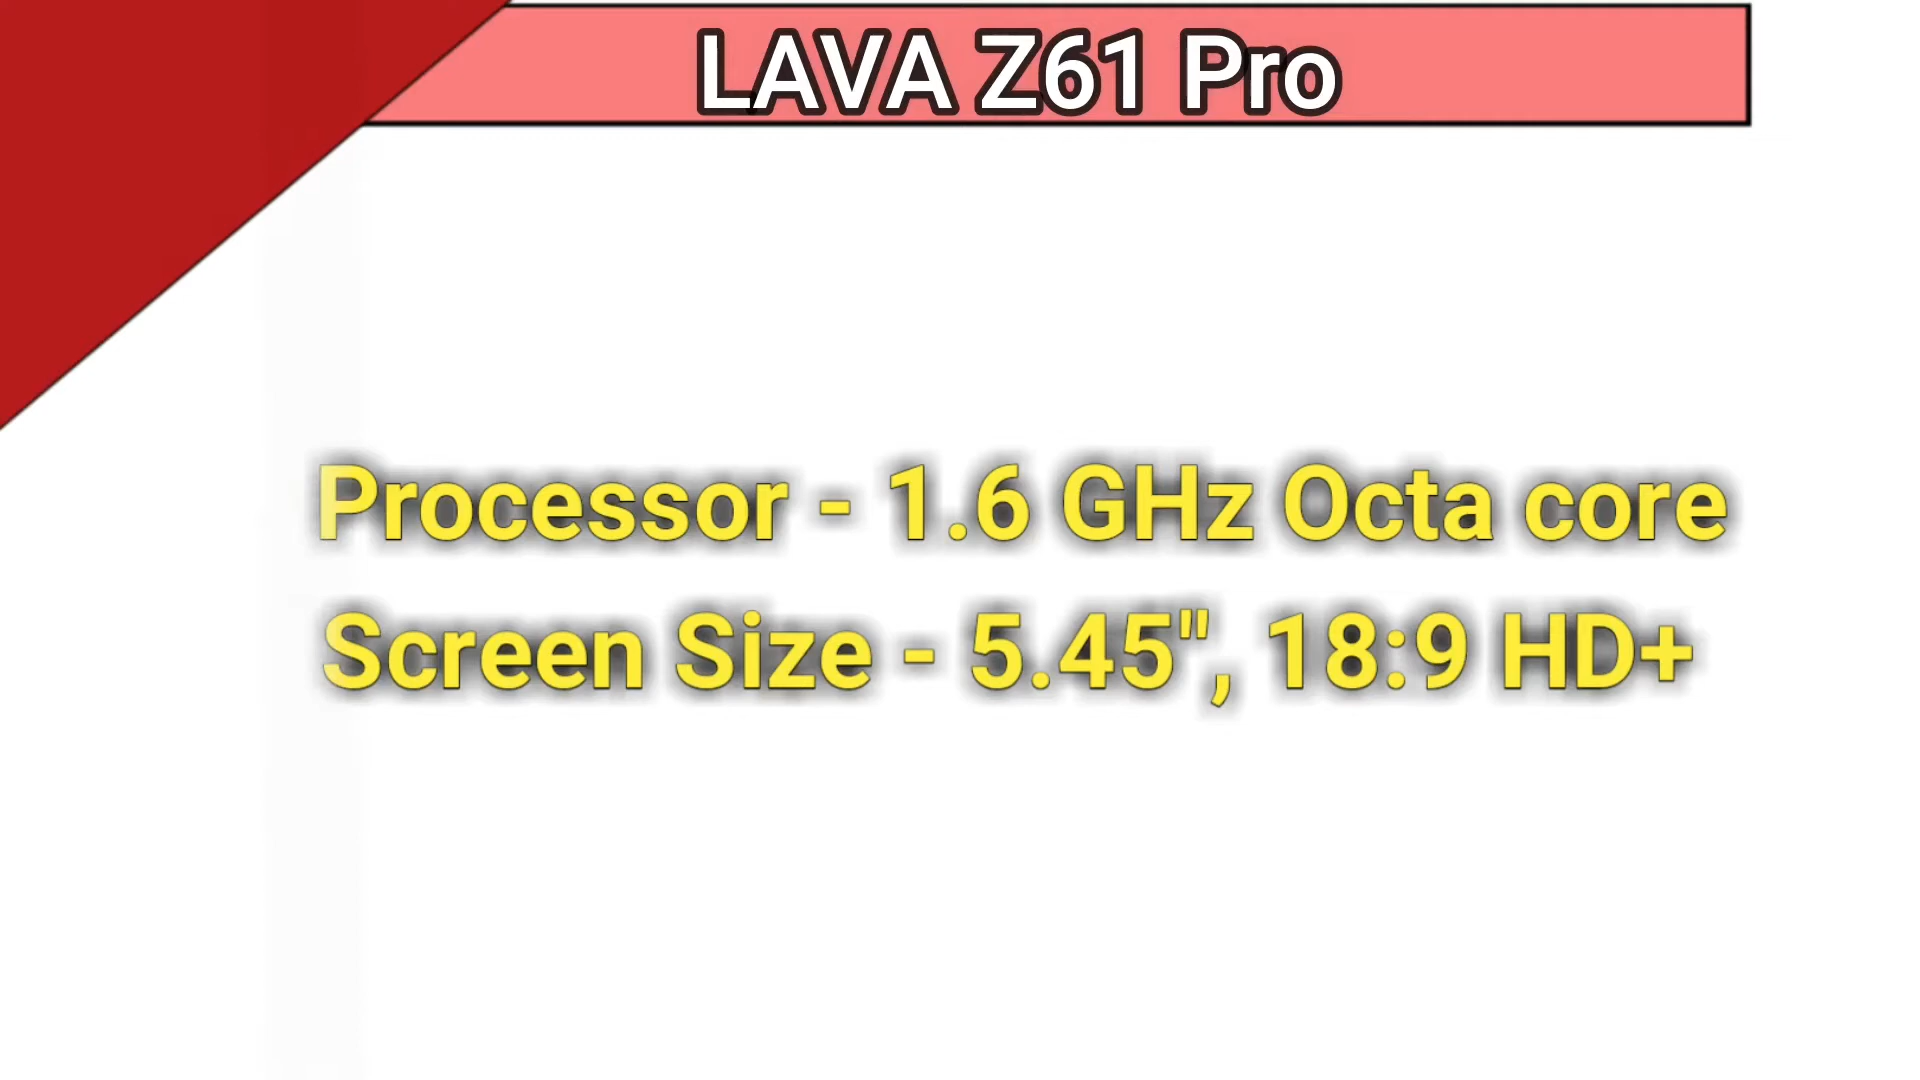 LAVA Z61 Pro
Processor - 1.6 GHz Octa core
Screen Size - 5.45", 18:9 HD+